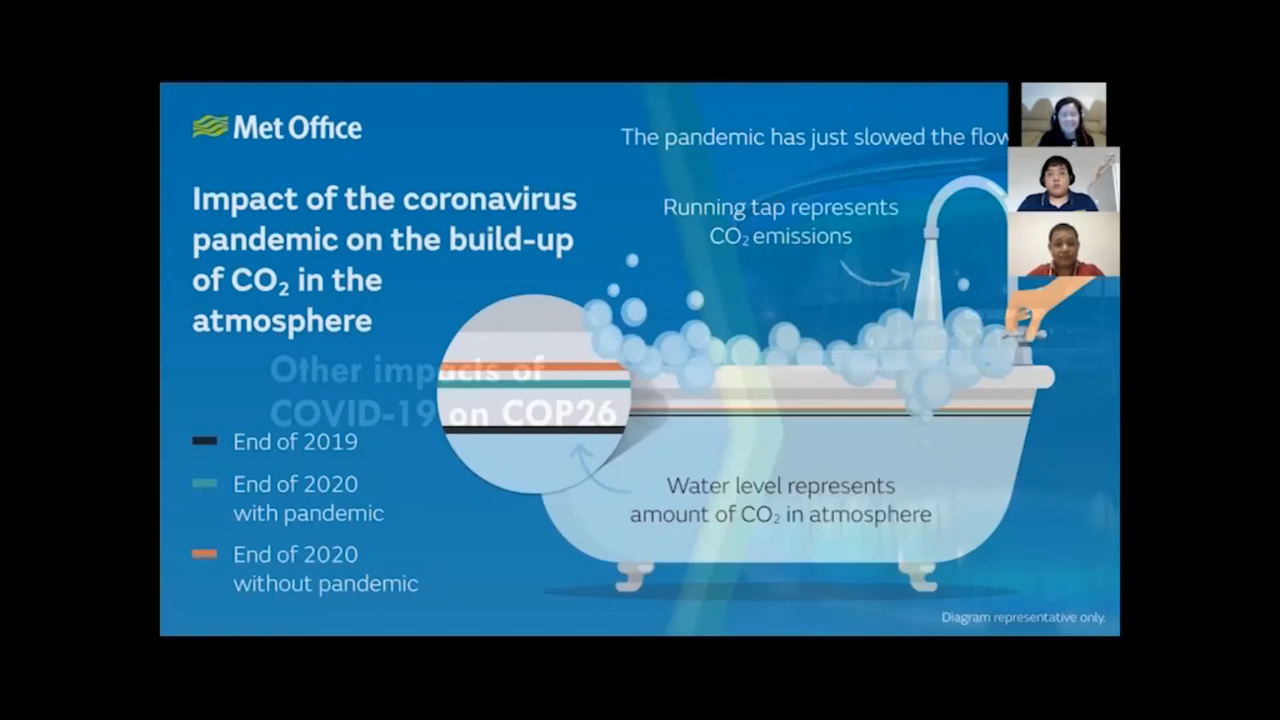 Met Office
Impact of the coronavirus
pandemic on the build-up
of CO₂ in the
atmosphere
Other impacts of
COVID-19 on COP26
End of 2019
End of 2020
with pandemic
End of 2020
without pandemic
The pandemic has just slowed the flow
Running tap represents
CO₂ emissions
Water level represents
amount of CO₂ in atmosphere
Diagram representative only.